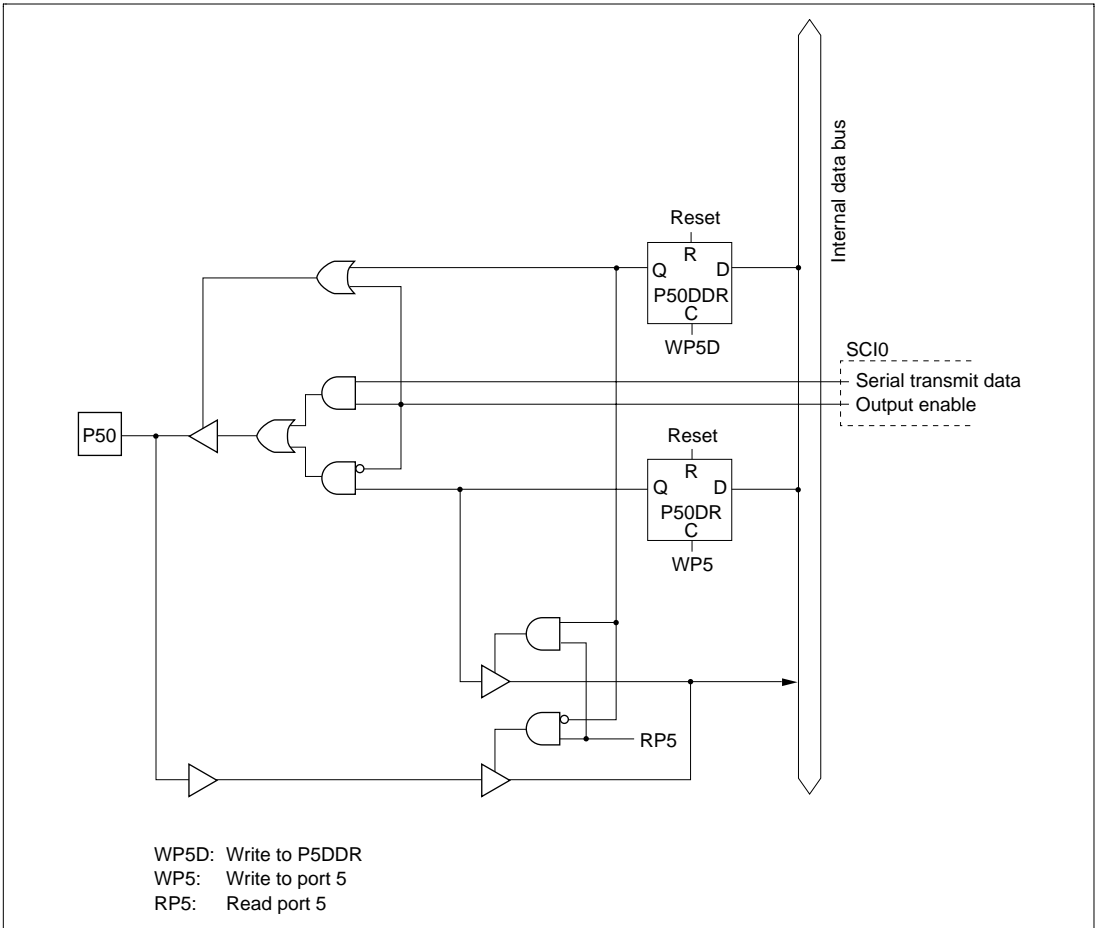 Internal data bus
Reset
R
Q D
P50DDR
C
WP5D
SCI0
Serial transmit data
Output enable
P50
Reset
R
Q D
P50DR
C
WP5
RP5
WP5D: Write to P5DDR
WP5: Write to port 5
RP5: Read port 5